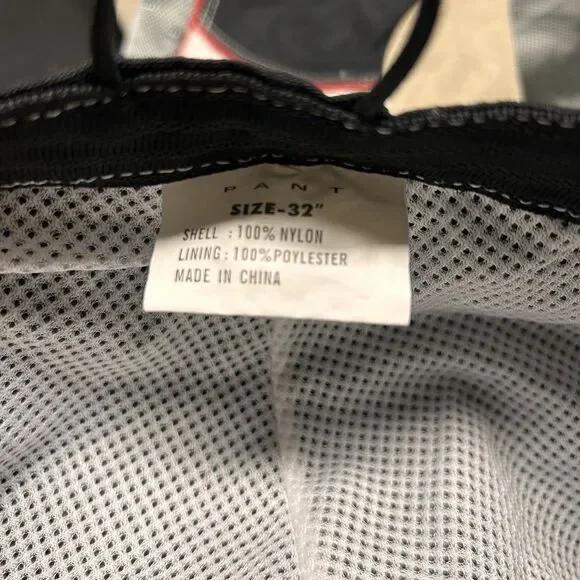 PANT
SIZE-32"
SHELL : 100% NYLON
LINING : 100% POYLESTER
MADE IN CHINA